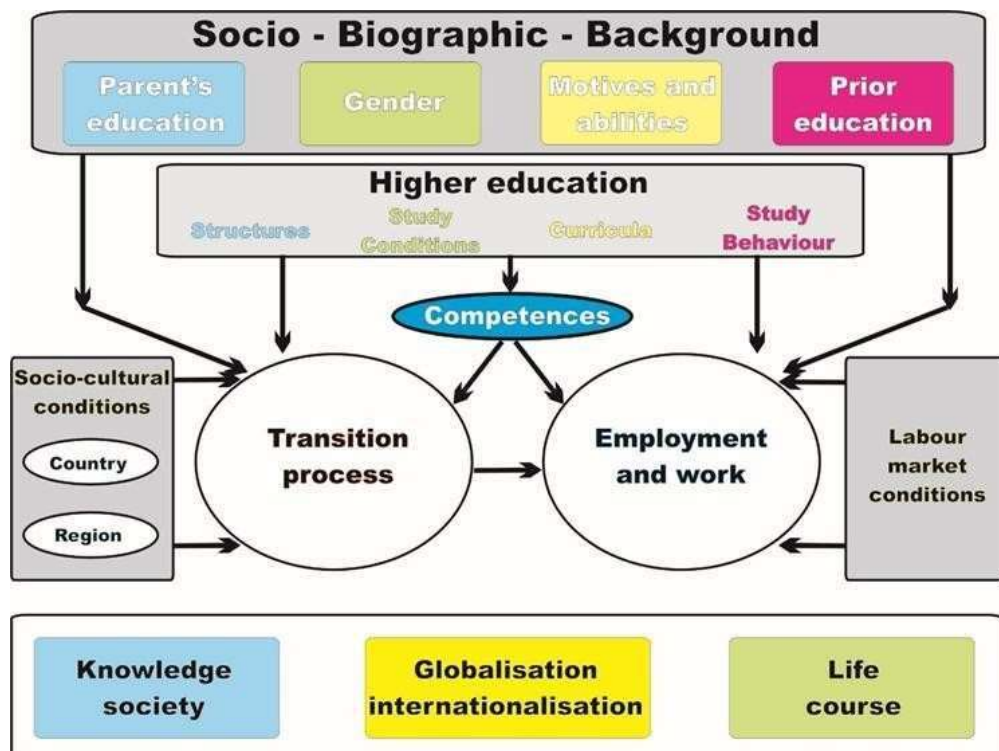 Socio - Biographic - Background
Parent's
education
Gender
Motives and
abilities
Prior
education
Higher education
Structures
Study
Conditions
Curricula
Study
Behaviour
Competences
Socio-cultural
conditions
Country
Region
Transition
process
Employment
and work
Labour
market
conditions
Knowledge
society
Globalisation
internationalisation
Life
course